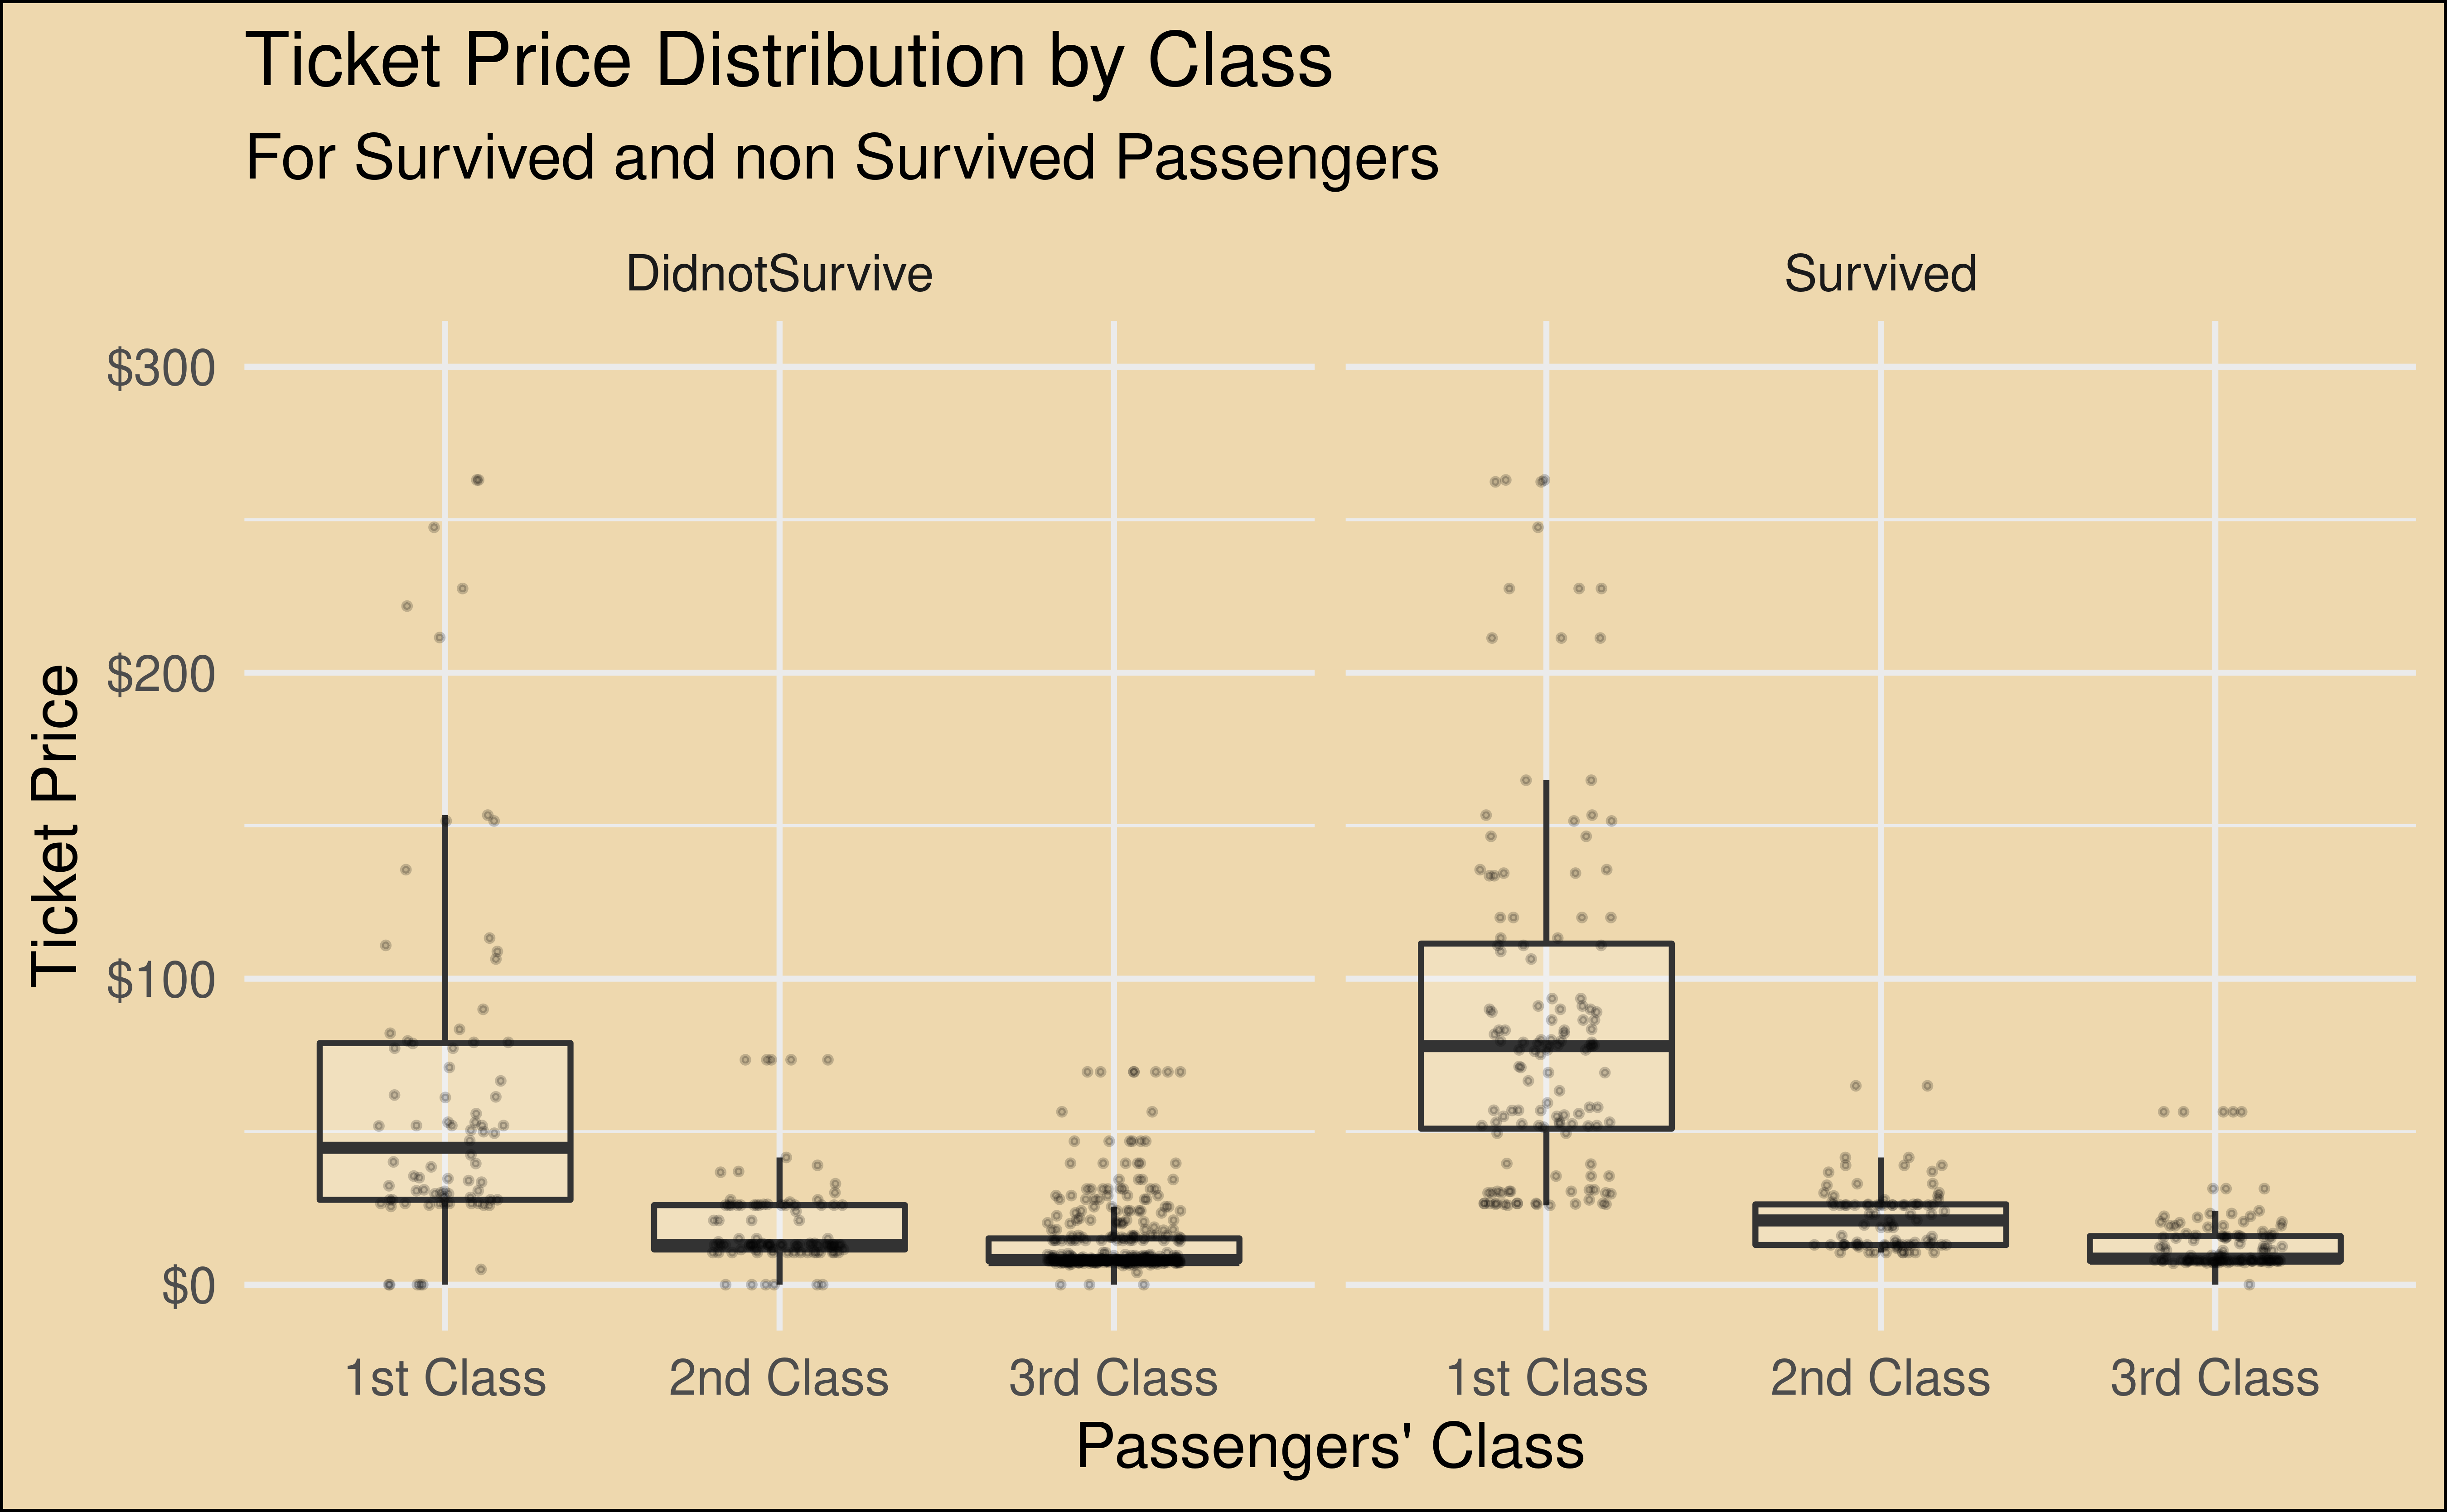 Ticket Price Distribution by Class
For Survived and non Survived Passengers
DidnotSurvive
Survived
Ticket Price
$300
$200
$100
$0
1st Class
2nd Class
3rd Class
1st Class
2nd Class
3rd Class
Passengers' Class